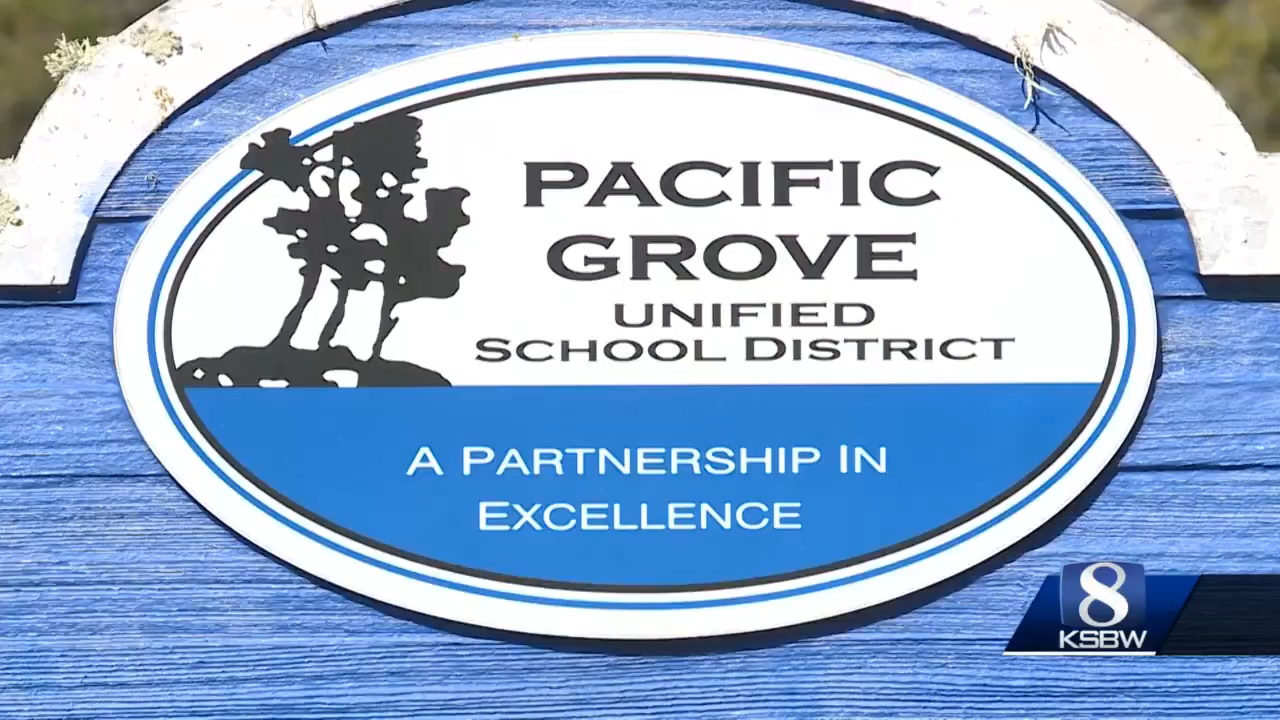 PACIFIC
GROVE
UNIFIED
SCHOOL DISTRICT
A PARTNERSHIP IN
EXCELLENCE
8
KSBW